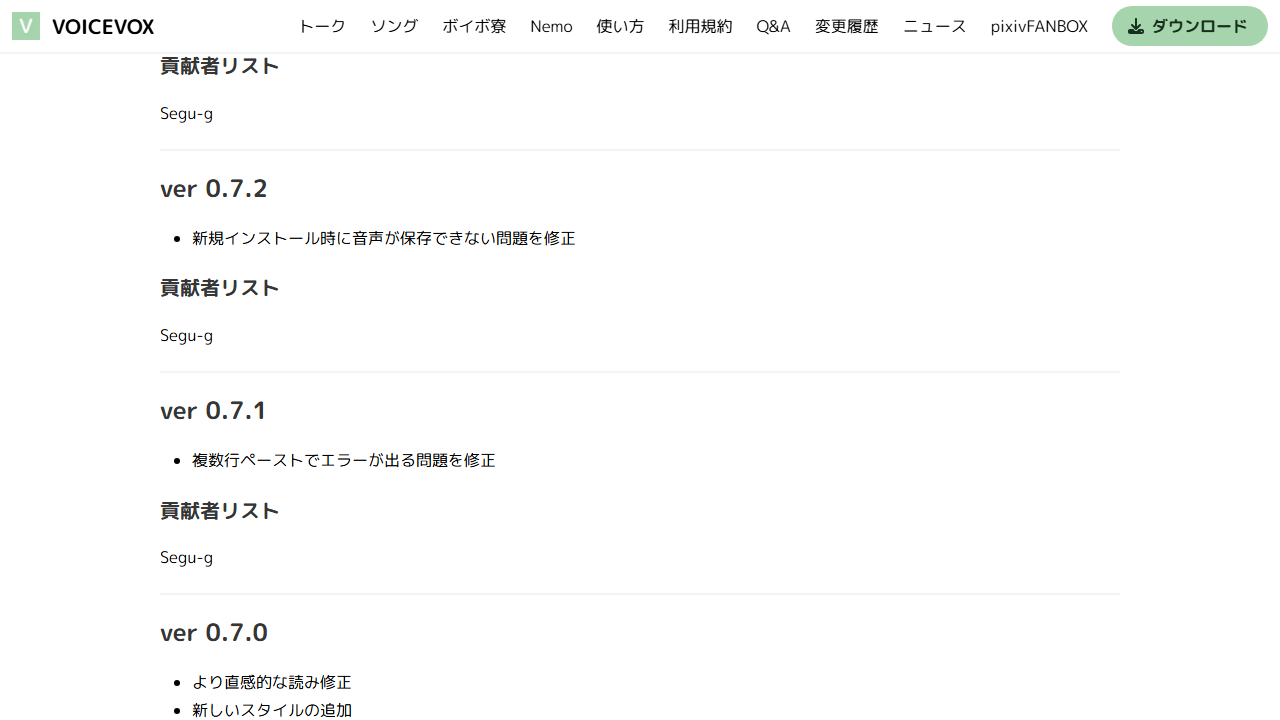 V VOICEVOX トーク ソング ボイボ寮 Nemo 使い方 利用規約 Q&A 変更履歴 ニュース pixivFANBOX ダウンロード
貢献者リスト
Segu-g
ver 0.7.2
新規インストール時に音声が保存できない問題を修正
貢献者リスト
Segu-g
ver 0.7.1
複数行ペーストでエラーが出る問題を修正
貢献者リスト
Segu-g
ver 0.7.0
より直感的な読み修正
新しいスタイルの追加